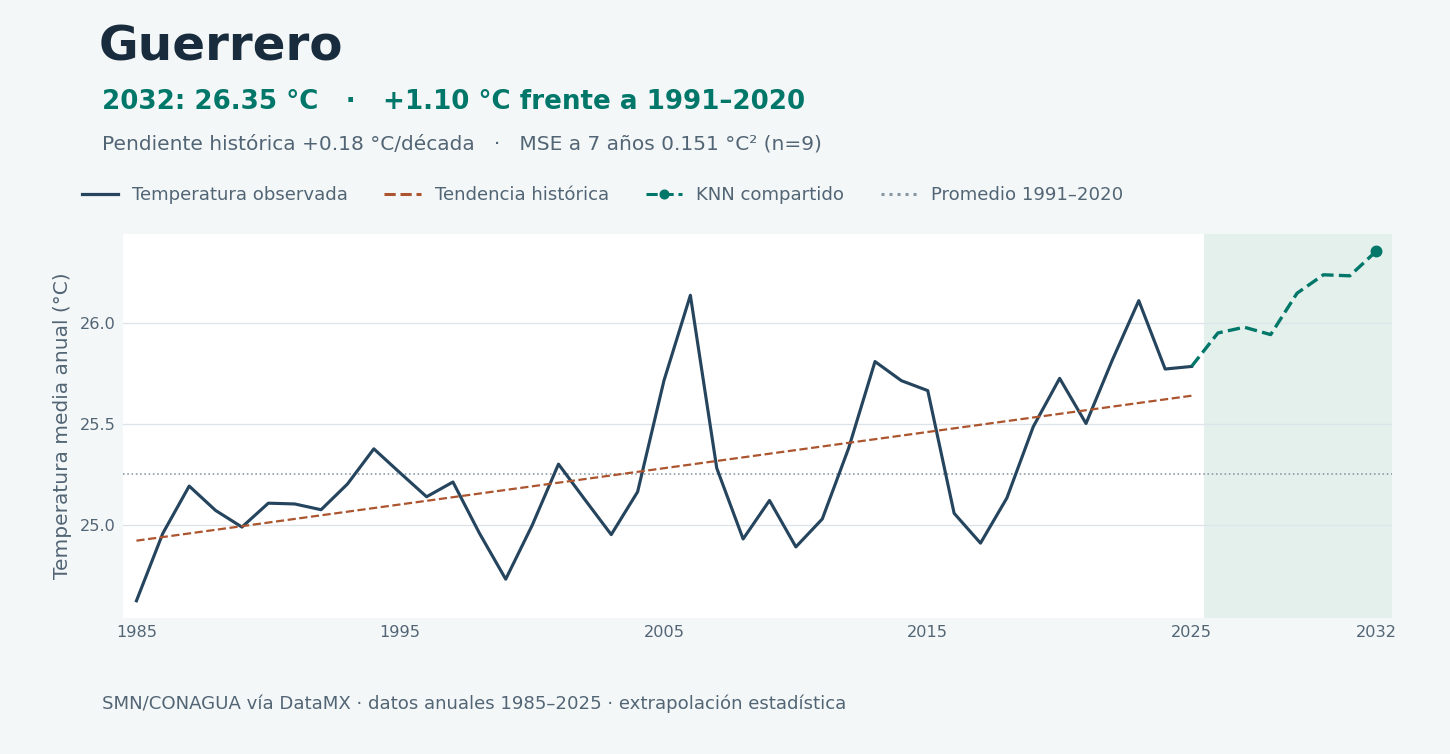 Guerrero
2032: 26.35 °C · +1.10 °C frente a 1991–2020
Pendiente histórica +0.18 °C/década · MSE a 7 años 0.151 °C² (n=9)
Temperatura observada
Tendencia histórica
KNN compartido
Promedio 1991–2020
Temperatura media anual (°C)
26.0
25.5
25.0
1985
1995
2005
2015
2025
2032
SMN/CONAGUA vía DataMX · datos anuales 1985–2025 · extrapolación estadística